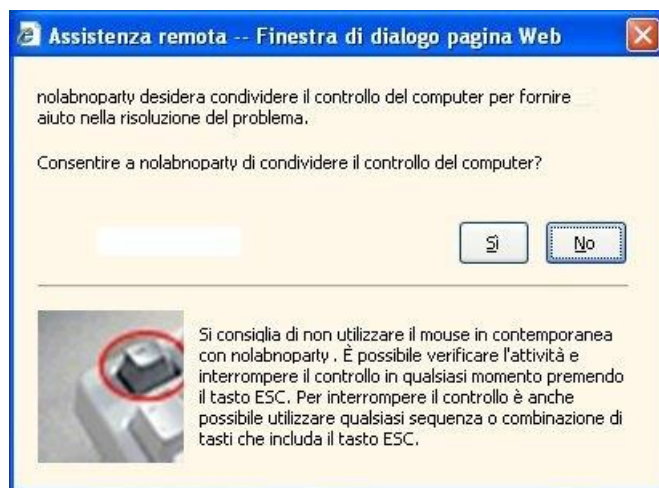 Assistenza remota -- Finestra di dialogo pagina Web
nolabnoparty desidera condividere il controllo del computer per fornire
aiuto nella risoluzione del problema.
Consentire a nolabnoparty di condividere il controllo del computer?
Sì
No
Si consiglia di non utilizzare il mouse in contemporanea
con nolabnoparty . È possibile verificare l'attività e
interrompere il controllo in qualsiasi momento premendo
il tasto ESC. Per interrompere il controllo è anche
possibile utilizzare qualsiasi sequenza o combinazione di
tasti che includa il tasto ESC.